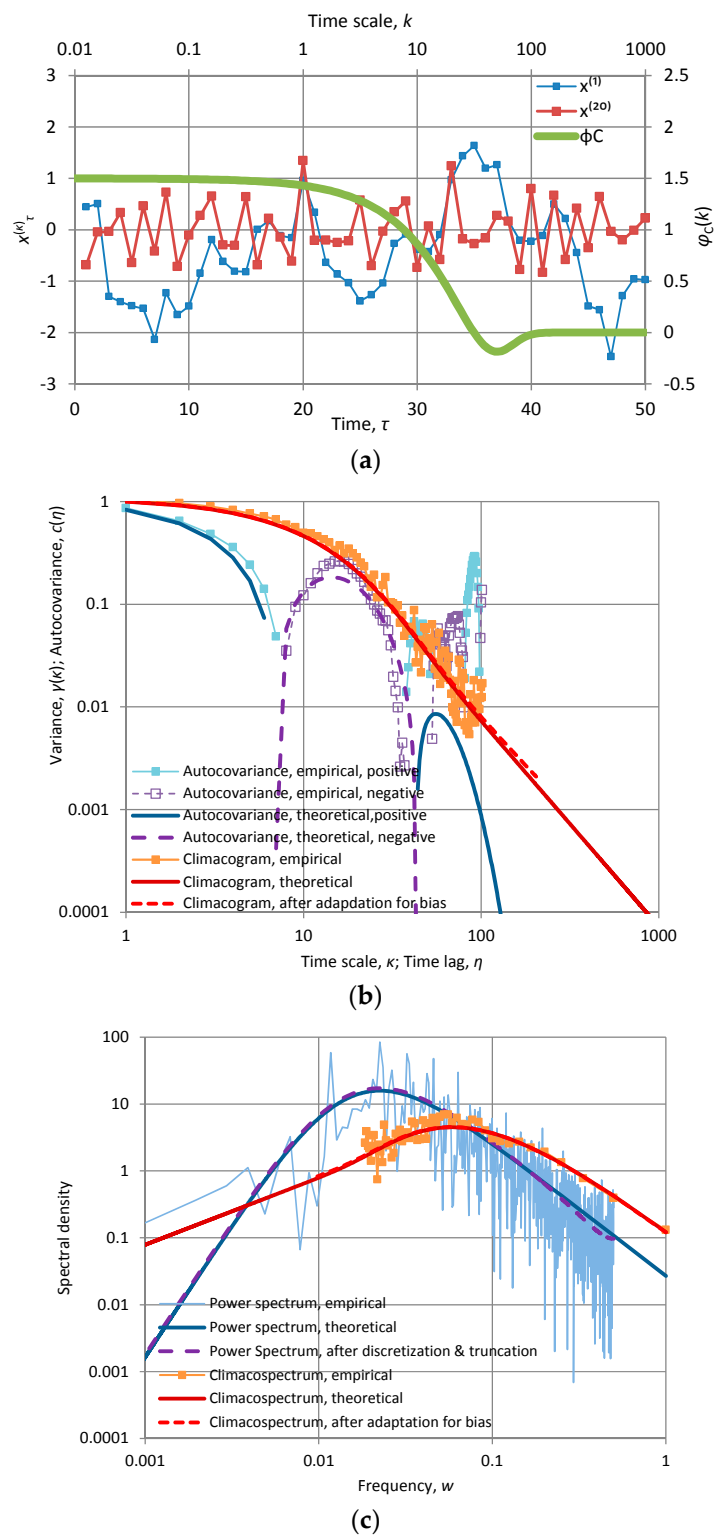 Time scale, k
0.01 0.1 1 10 100 1000
3 2.5
x⁽¹⁾
x⁽²⁰⁾
φC
2 2
1 1.5
0 1
-1 0.5
-2 0
-3 -0.5
x⁽ᵏ⁾τ
φC(k)
0 10 20 30 40 50
Time, τ
(a)
Variance, γ(κ); Autocovariance, c(η)
1
0.1
0.01
0.001
0.0001
Autocovariance, empirical, positive
Autocovariance, empirical, negative
Autocovariance, theoretical,positive
Autocovariance, theoretical, negative
Climacogram, empirical
Climacogram, theoretical
Climacogram, after adapdation for bias
1 10 100 1000
Time scale, κ; Time lag, η
(b)
Spectral density
100
10
1
0.1
0.01
0.001
0.0001
Power spectrum, empirical
Power spectrum, theoretical
Power Spectrum, after discretization & truncation
Climacospectrum, empirical
Climacospectrum, theoretical
Climacospectrum, after adaptation for bias
0.001 0.01 0.1 1
Frequency, w
(c)